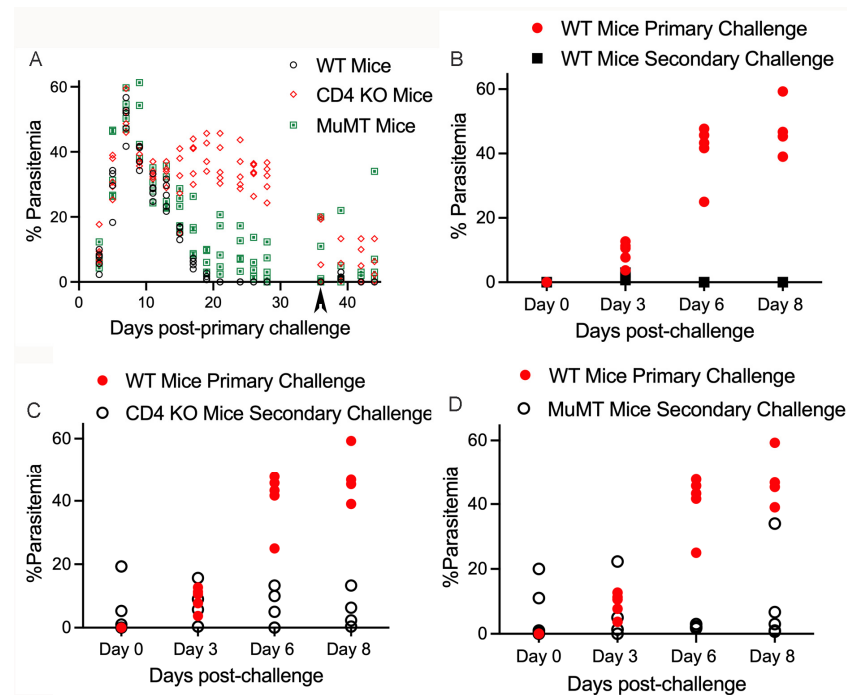 A
WT Mice
CD4 KO Mice
MuMT Mice
60
40
20
0
% Parasitemia
0 10 20 30 40
Days post-primary challenge
B
WT Mice Primary Challenge
WT Mice Secondary Challenge
60
40
20
0
% Parasitemia
Day 0 Day 3 Day 6 Day 8
Days post-challenge
C
WT Mice Primary Challenge
CD4 KO Mice Secondary Challenge
60
40
20
0
%Parasitemia
Day 0 Day 3 Day 6 Day 8
Days post-challenge
D
WT Mice Primary Challenge
MuMT Mice Secondary Challenge
60
40
20
0
%Parasitemia
Day 0 Day 3 Day 6 Day 8
Days post-challenge